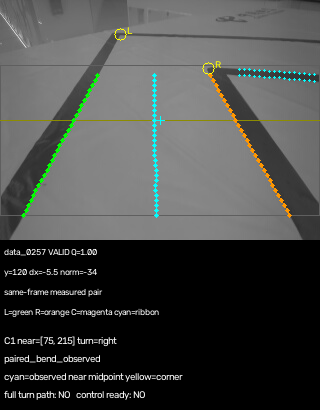 L
R
data_0257 VALID Q=1.00
y=120 dx=-5.5 norm=-34
same-frame measured pair
L=green R=orange C=magenta cyan=ribbon
C1 near=[75, 215] turn=right
paired_bend_observed
cyan=observed near midpoint yellow=corner
full turn path: NO control ready: NO